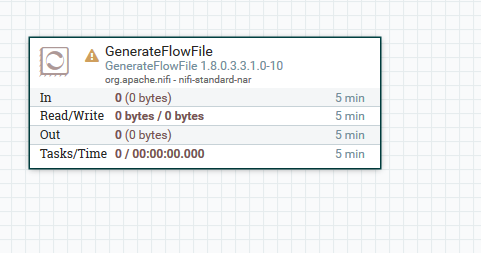 GenerateFlowFile
GenerateFlowFile 1.8.0.3.3.1.0-10
org.apache.nifi - nifi-standard-nar
In 0 (0 bytes) 5 min
Read/Write 0 bytes / 0 bytes 5 min
Out 0 (0 bytes) 5 min
Tasks/Time 0 / 00:00:00.000 5 min